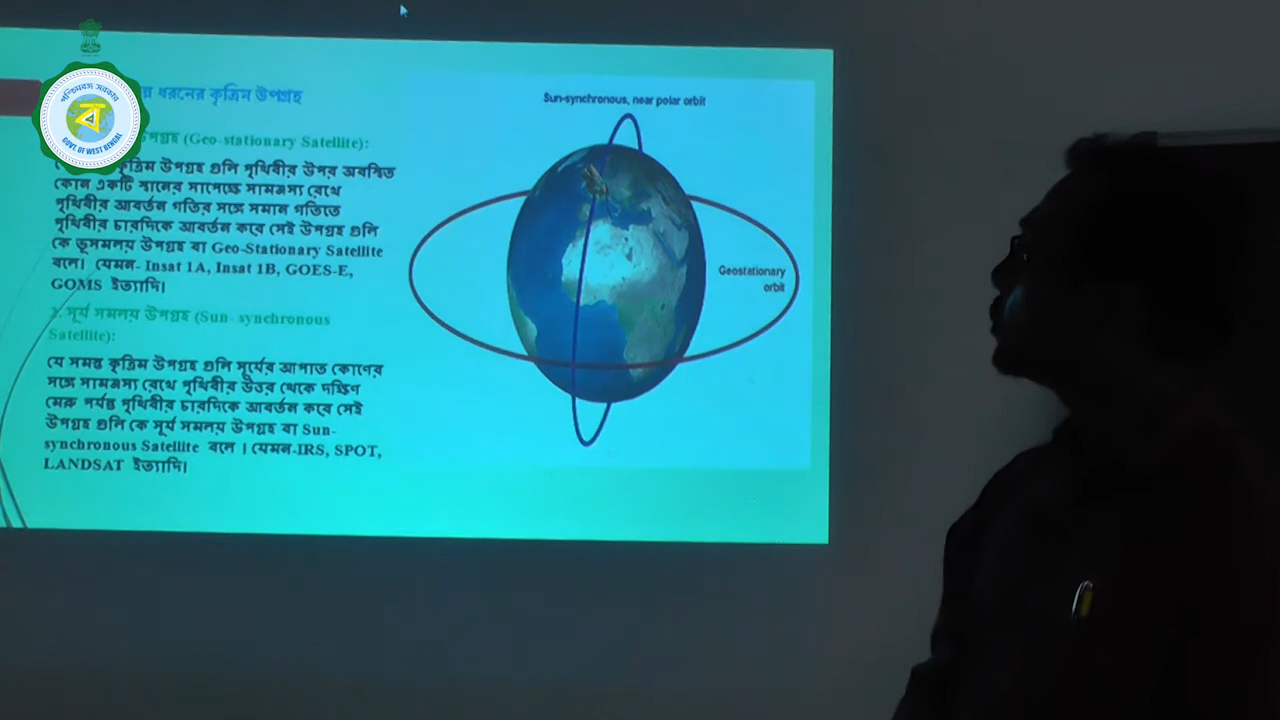 পশ্চিমবঙ্গ সরকার
ব
GOVT. OF WEST BENGAL
ধরনের কৃত্রিম উপগ্রহ
উপগ্রহ (Geo-stationary Satellite):
কৃত্রিম উপগ্রহ গুলি পৃথিবীর উপর অবস্থিত
কোন একটি স্থানের সাপেক্ষে সামঞ্জস্য রেখে
পৃথিবীর আবর্তন গতির সঙ্গে সমান গতিতে
পৃথিবীর চারদিকে আবর্তন করে সেই উপগ্রহ গুলি
কে ভূসমলয় উপগ্রহ বা Geo-Stationary Satellite
বলে। যেমন- Insat 1A, Insat 1B, GOES-E,
GOMS ইত্যাদি।
2. সূর্য সমলয় উপগ্রহ (Sun- synchronous
Satellite):
যে সমস্ত কৃত্রিম উপগ্রহ গুলি সূর্যের আপাত কোণের
সঙ্গে সামঞ্জস্য রেখে পৃথিবীর উত্তর থেকে দক্ষিণ
মেরু পর্যন্ত পৃথিবীর চারদিকে আবর্তন করে সেই
উপগ্রহ গুলি কে সূর্য সমলয় উপগ্রহ বা Sun-
synchronous Satellite বলে । যেমন-IRS, SPOT,
LANDSAT ইত্যাদি।
Sun-synchronous, near polar orbit
Geostationary
orbit